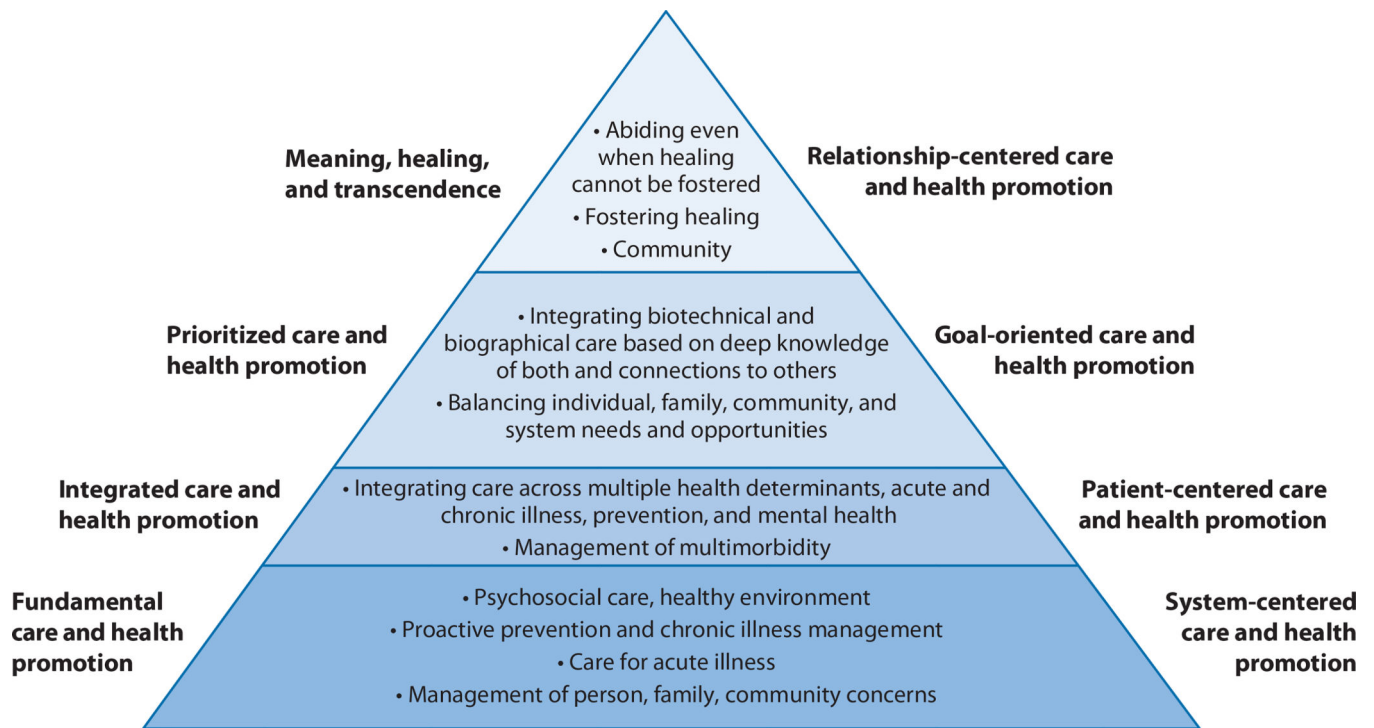 Meaning, healing,
and transcendence
• Abiding even
when healing
cannot be fostered
• Fostering healing
• Community
Relationship-centered care
and health promotion
Prioritized care and
health promotion
• Integrating biotechnical and
biographical care based on deep knowledge
of both and connections to others
• Balancing individual, family, community, and
system needs and opportunities
Goal-oriented care and
health promotion
Integrated care and
health promotion
• Integrating care across multiple health determinants, acute and
chronic illness, prevention, and mental health
• Management of multimorbidity
Patient-centered care
and health promotion
Fundamental
care and health
promotion
• Psychosocial care, healthy environment
• Proactive prevention and chronic illness management
• Care for acute illness
• Management of person, family, community concerns
System-centered
care and health
promotion